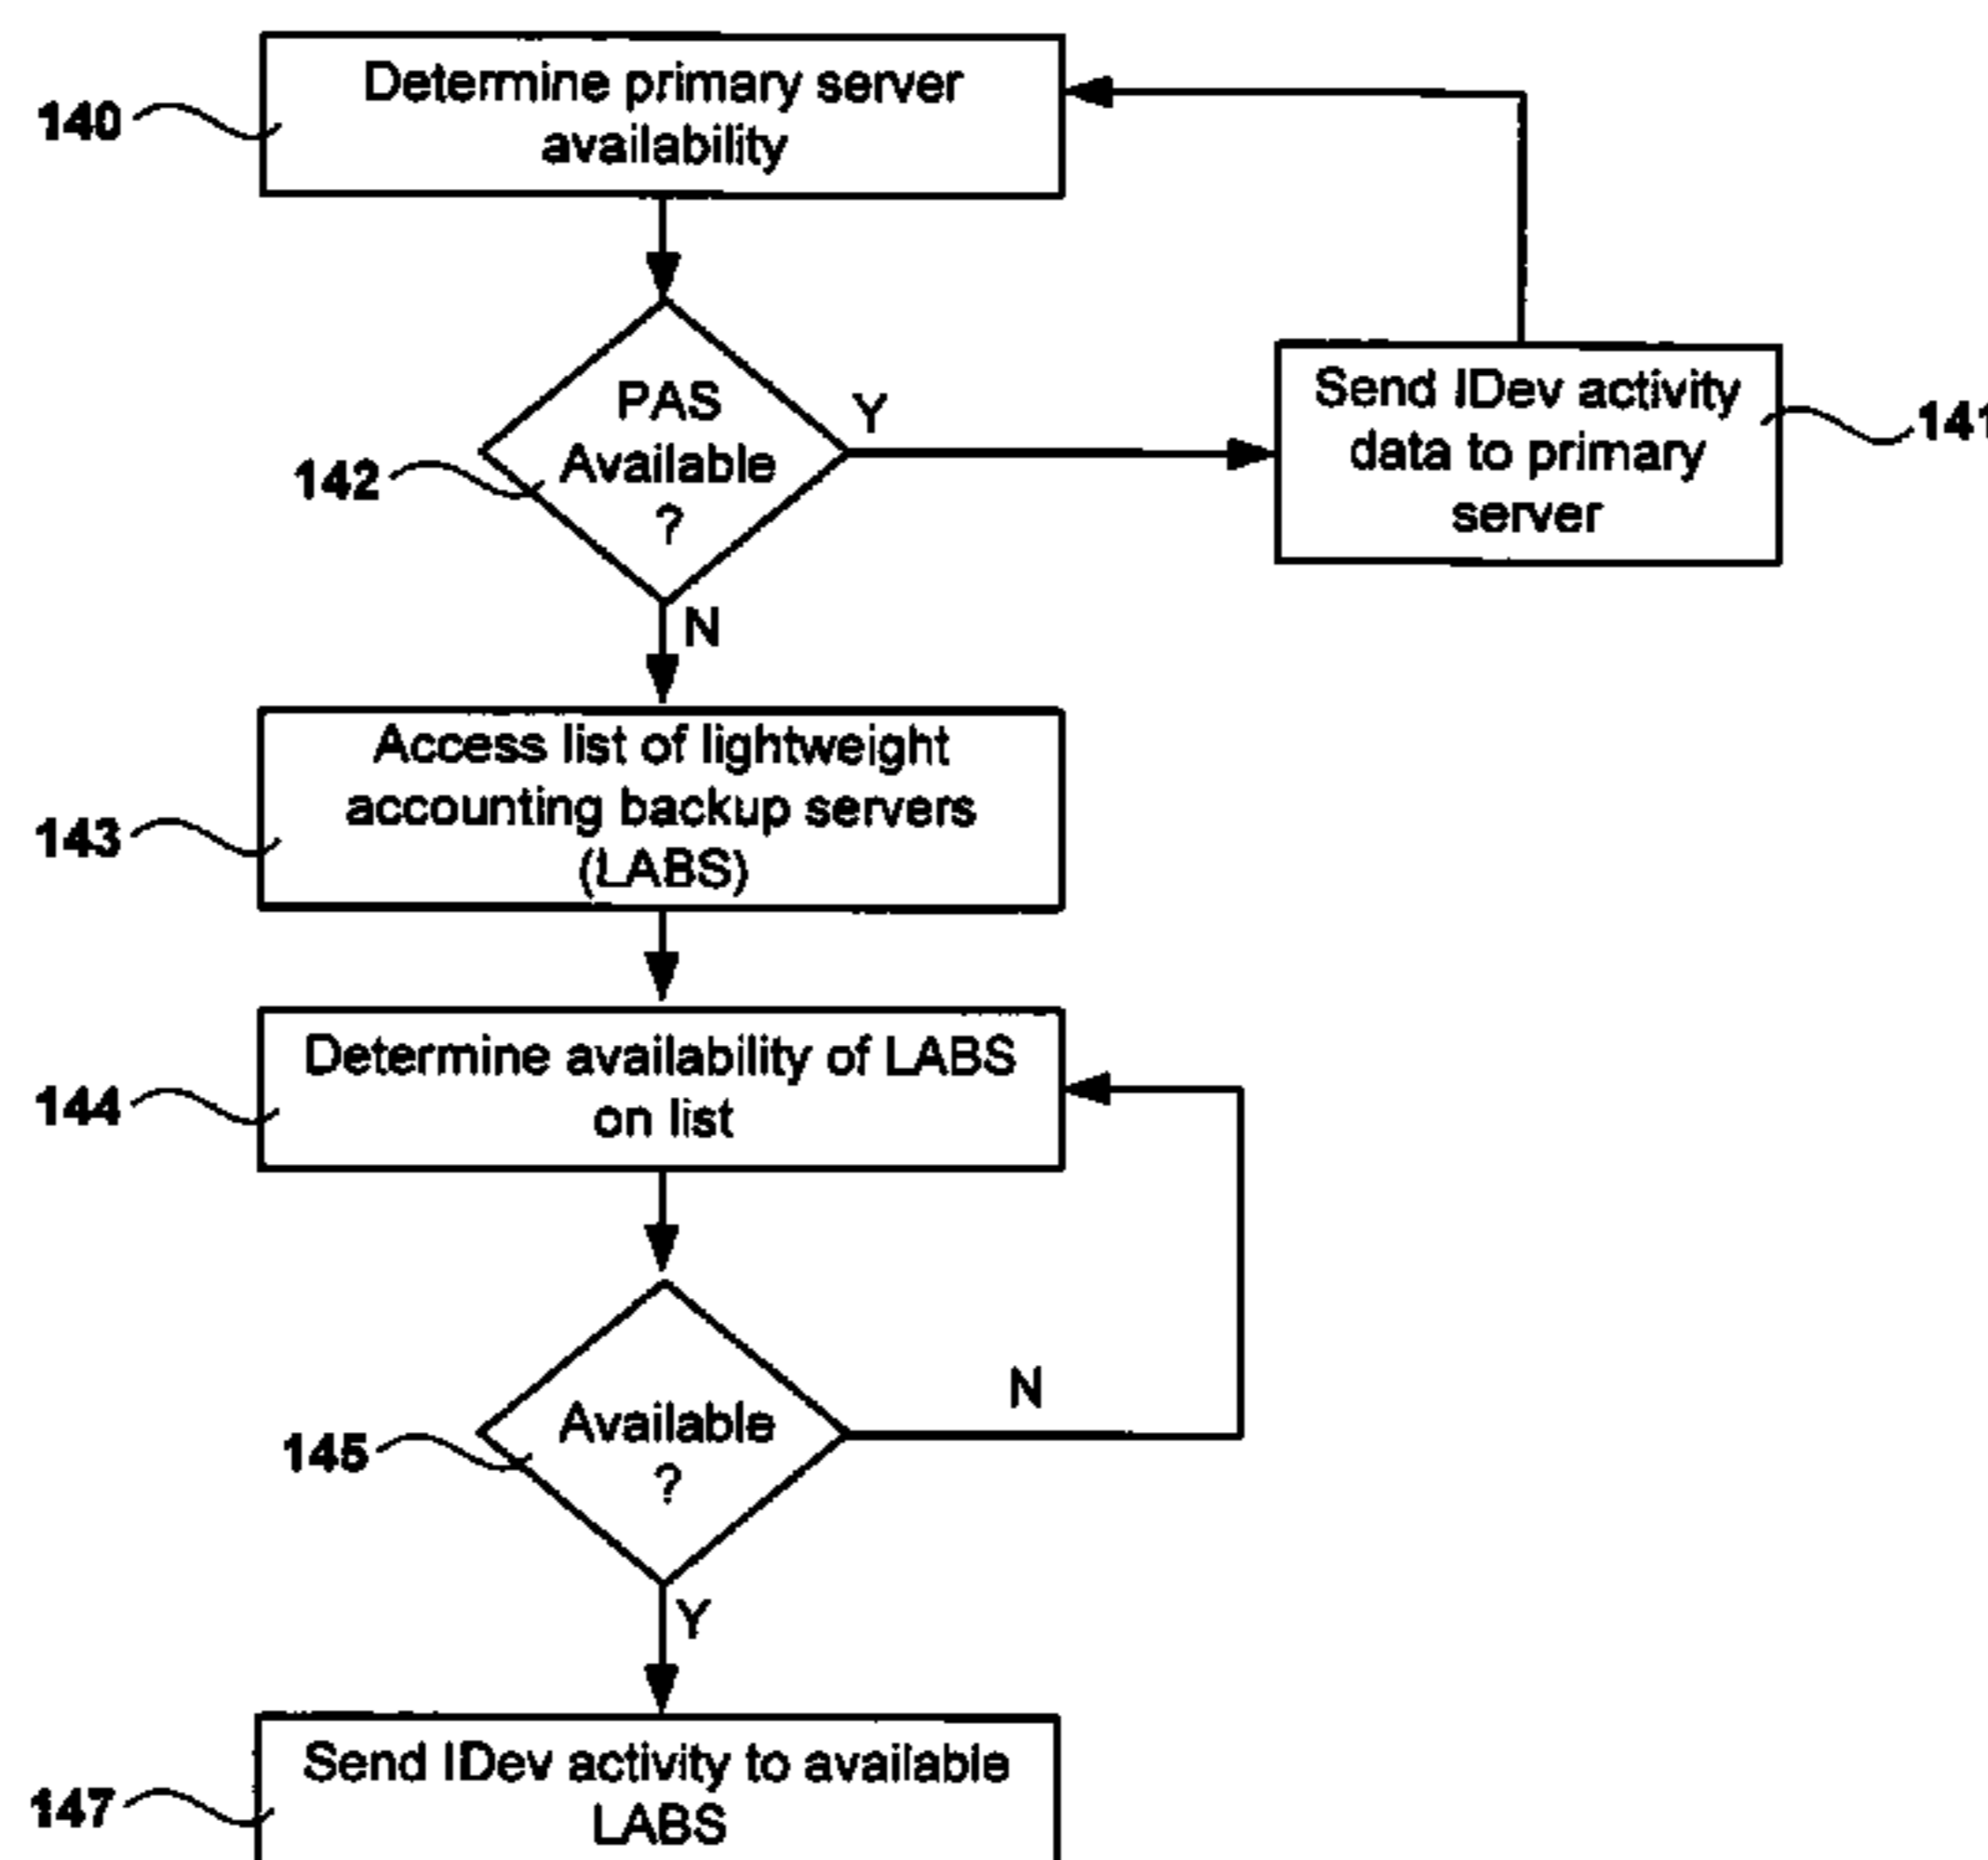 Determine primary server
availability
140
PAS
Available
?
Y
142
N
Send IDev activity
data to primary
server
141
Access list of lightweight
accounting backup servers
(LABS)
143
Determine availability of LABS
on list
144
Available
?
N
145
Y
Send IDev activity to available
LABS
147